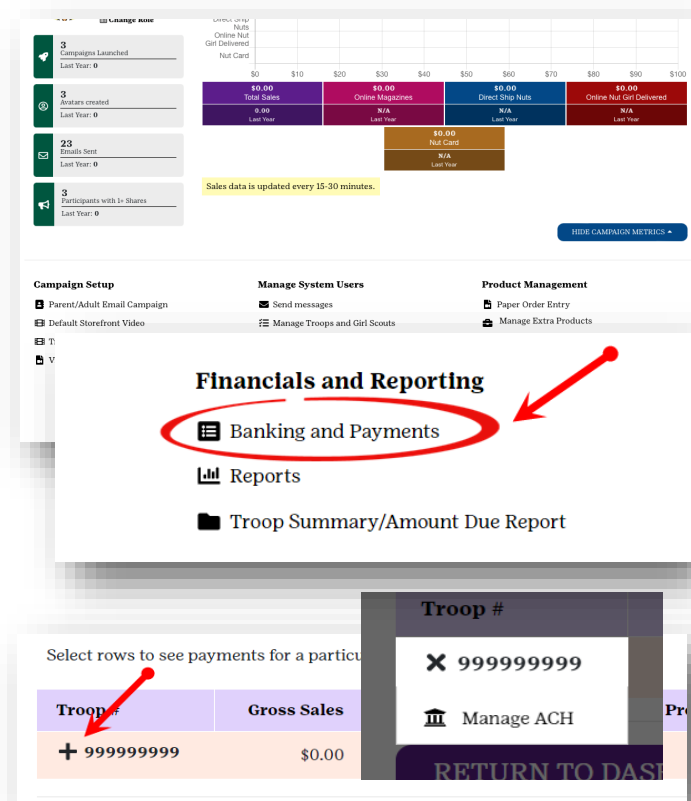 Change Role
3
Campaigns Launched
Last Year: 0
3
Avatars created
Last Year: 0
23
Emails Sent
Last Year: 0
3
Participants with 1+ Shares
Last Year: 0
Direct Ship
Nuts
Online Nut
Girl Delivered
Nut Card
$0 $10 $20 $30 $40 $50 $60 $70 $80 $90 $100
$0.00 $0.00 $0.00 $0.00
Total Sales Online Magazines Direct Ship Nuts Online Nut Girl Delivered
0.00 N/A N/A N/A
Last Year Last Year Last Year Last Year
$0.00
Nut Card
N/A
Last Year
Sales data is updated every 15-30 minutes.
HIDE CAMPAIGN METRICS
Campaign Setup
Parent/Adult Email Campaign
Default Storefront Video
T
V
Manage System Users
Send messages
Manage Troops and Girl Scouts
Product Management
Paper Order Entry
Manage Extra Products
Financials and Reporting
Banking and Payments
Reports
Troop Summary/Amount Due Report
Select rows to see payments for a particu
Troop # Gross Sales Pr
999999999 $0.00
Troop #
999999999
Manage ACH
RETURN TO DAS